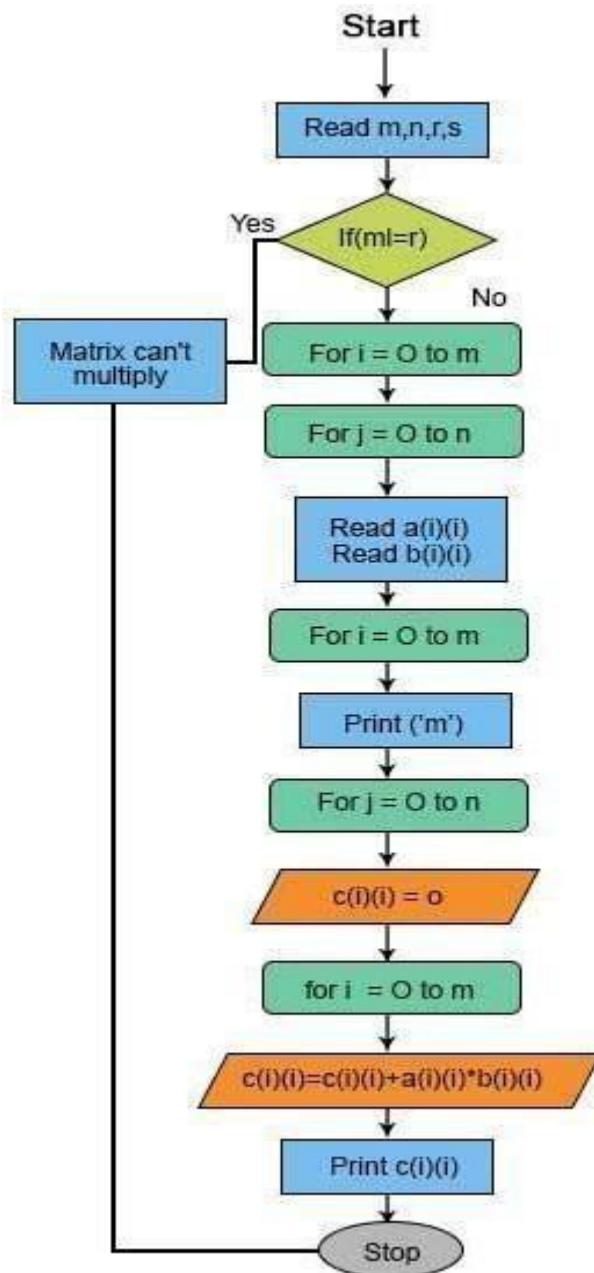 Start
Read m,n,r,s
Yes
If(ml=r)
No
Matrix can't
multiply
For i = O to m
For j = O to n
Read a(i)(i)
Read b(i)(i)
For i = O to m
Print ('m')
For j = O to n
c(i)(i) = o
for i = O to m
c(i)(i)=c(i)(i)+a(i)(i)*b(i)(i)
Print c(i)(i)
Stop